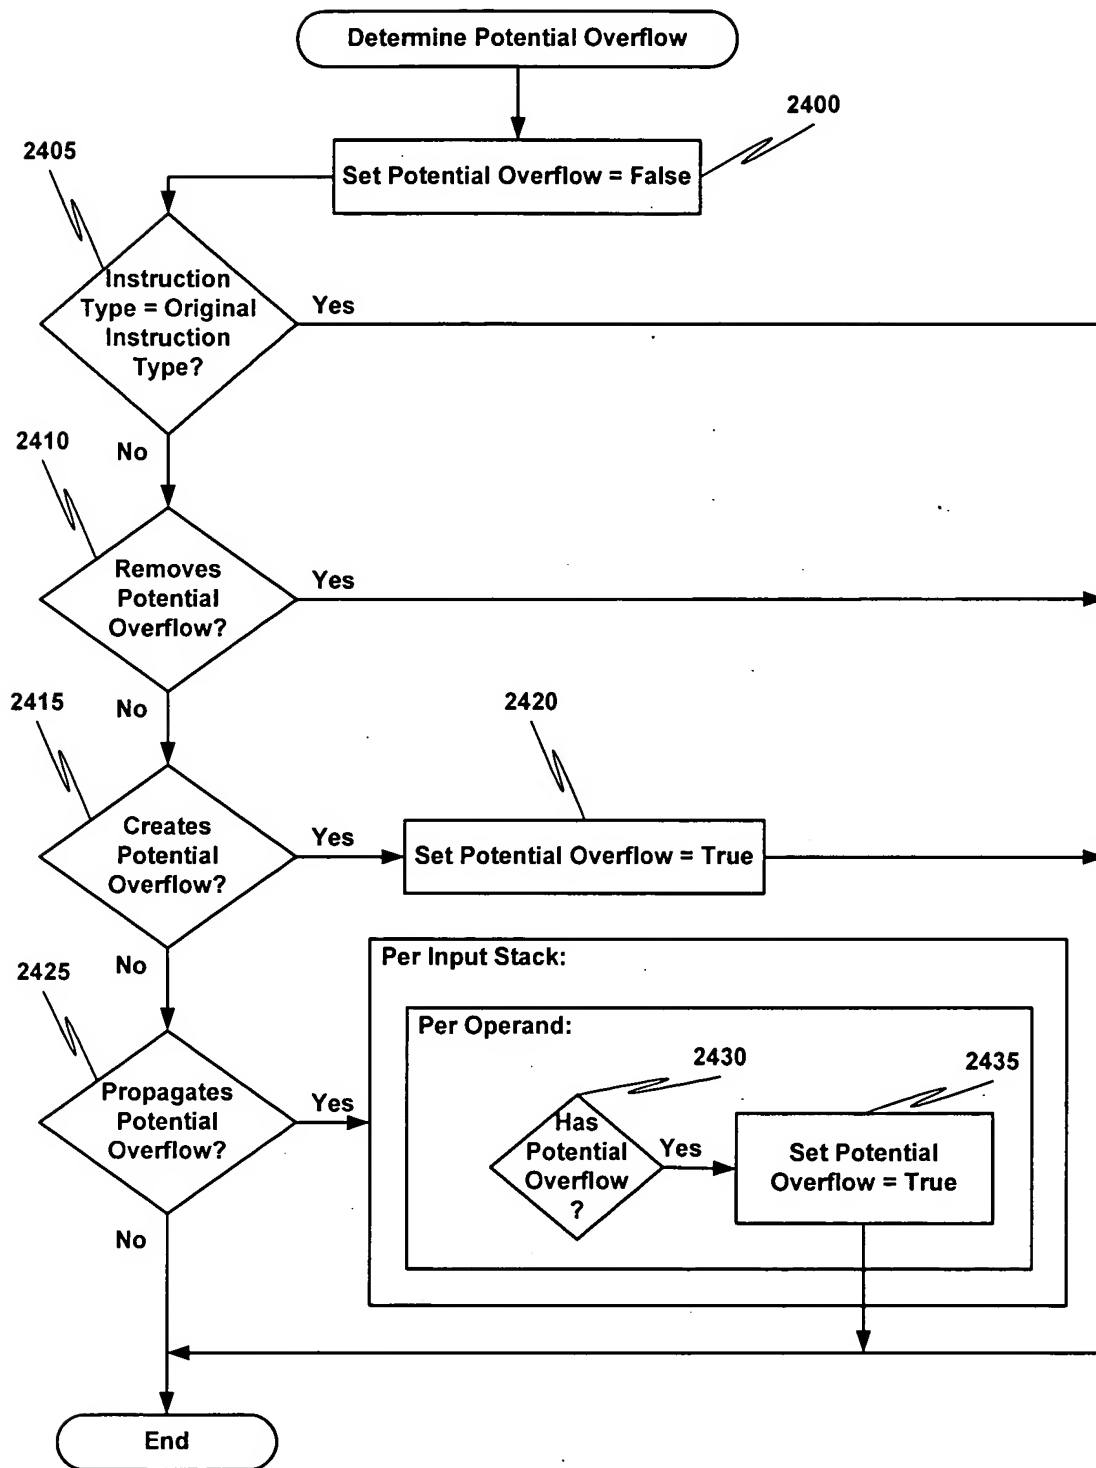 Determine Potential Overflow
2400
Set Potential Overflow = False
2405
Instruction
Type = Original
Instruction
Type?
Yes
No
2410
Removes
Potential
Overflow?
Yes
No
2415
Creates
Potential
Overflow?
Yes
2420
Set Potential Overflow = True
No
2425
Propagates
Potential
Overflow?
Yes
Per Input Stack:
Per Operand:
2430
Has
Potential
Overflow
?
Yes
2435
Set Potential
Overflow = True
No
End